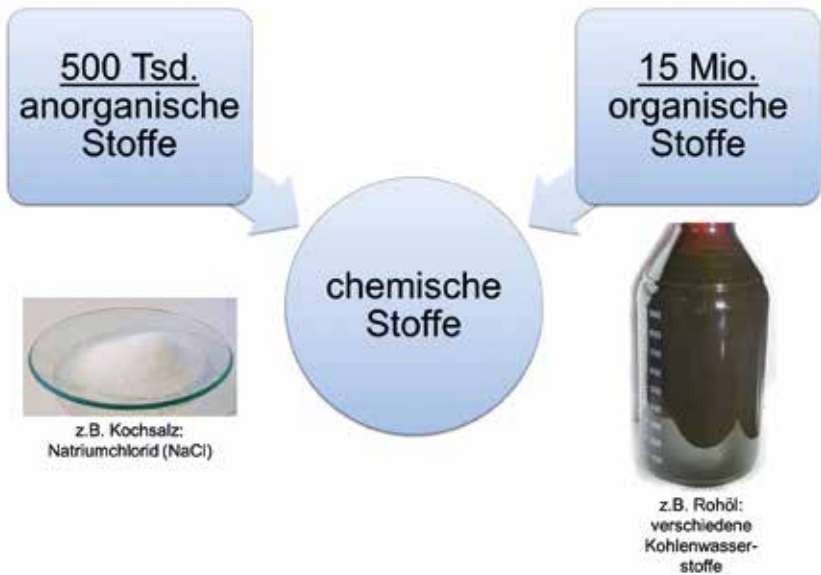 500 Tsd.
anorganische
Stoffe
15 Mio.
organische
Stoffe
chemische
Stoffe
z.B. Kochsalz:
Natriumchlorid (NaCl)
z.B. Rohöl:
verschiedene
Kohlenwasser-
stoffe